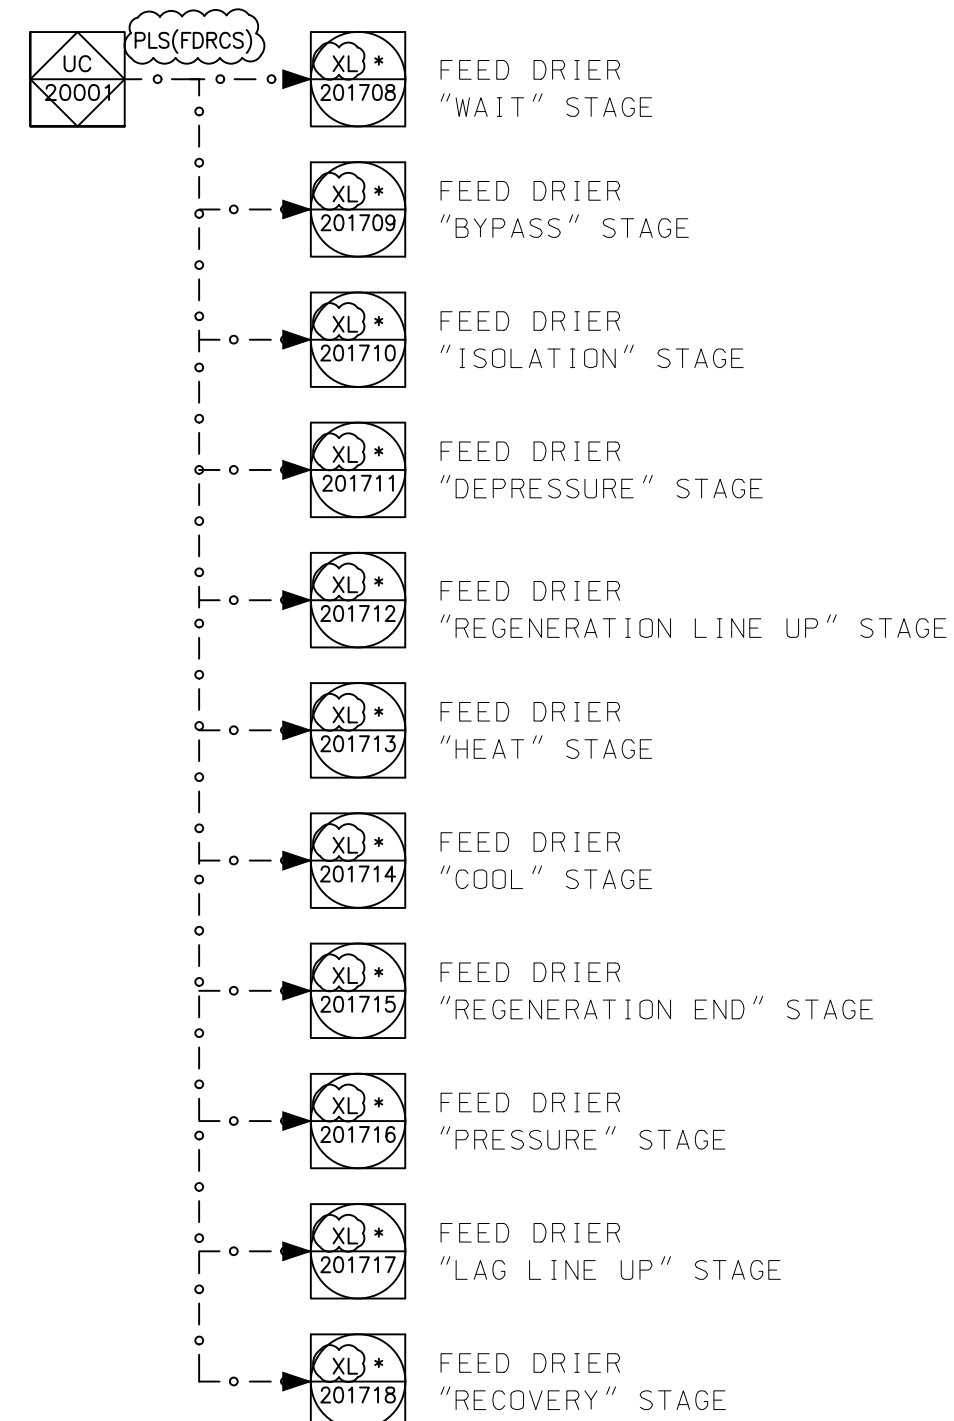 PLS(FDRCS)
UC
20001
XL *
201708
FEED DRIER
"WAIT" STAGE
XL *
201709
FEED DRIER
"BYPASS" STAGE
XL *
201710
FEED DRIER
"ISOLATION" STAGE
XL *
201711
FEED DRIER
"DEPRESSURE" STAGE
XL *
201712
FEED DRIER
"REGENERATION LINE UP" STAGE
XL *
201713
FEED DRIER
"HEAT" STAGE
XL *
201714
FEED DRIER
"COOL" STAGE
XL *
201715
FEED DRIER
"REGENERATION END" STAGE
XL *
201716
FEED DRIER
"PRESSURE" STAGE
XL *
201717
FEED DRIER
"LAG LINE UP" STAGE
XL *
201718
FEED DRIER
"RECOVERY" STAGE